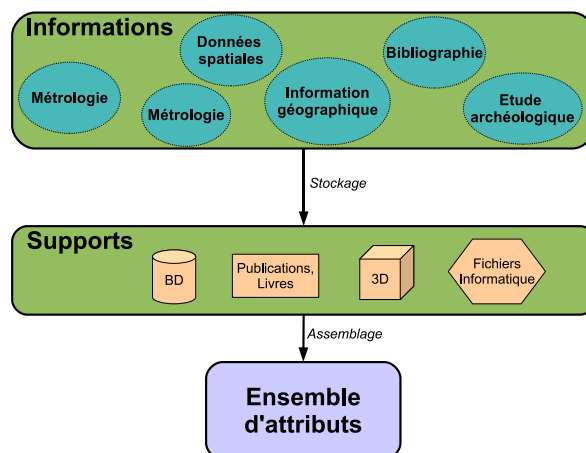 Informations
Données
spatiales
Bibliographie
Métrologie
Métrologie
Information
géographique
Etude
archéologique
Stockage
Supports
BD
Publications,
Livres
3D
Fichiers
Informatique
Assemblage
Ensemble
d'attributs